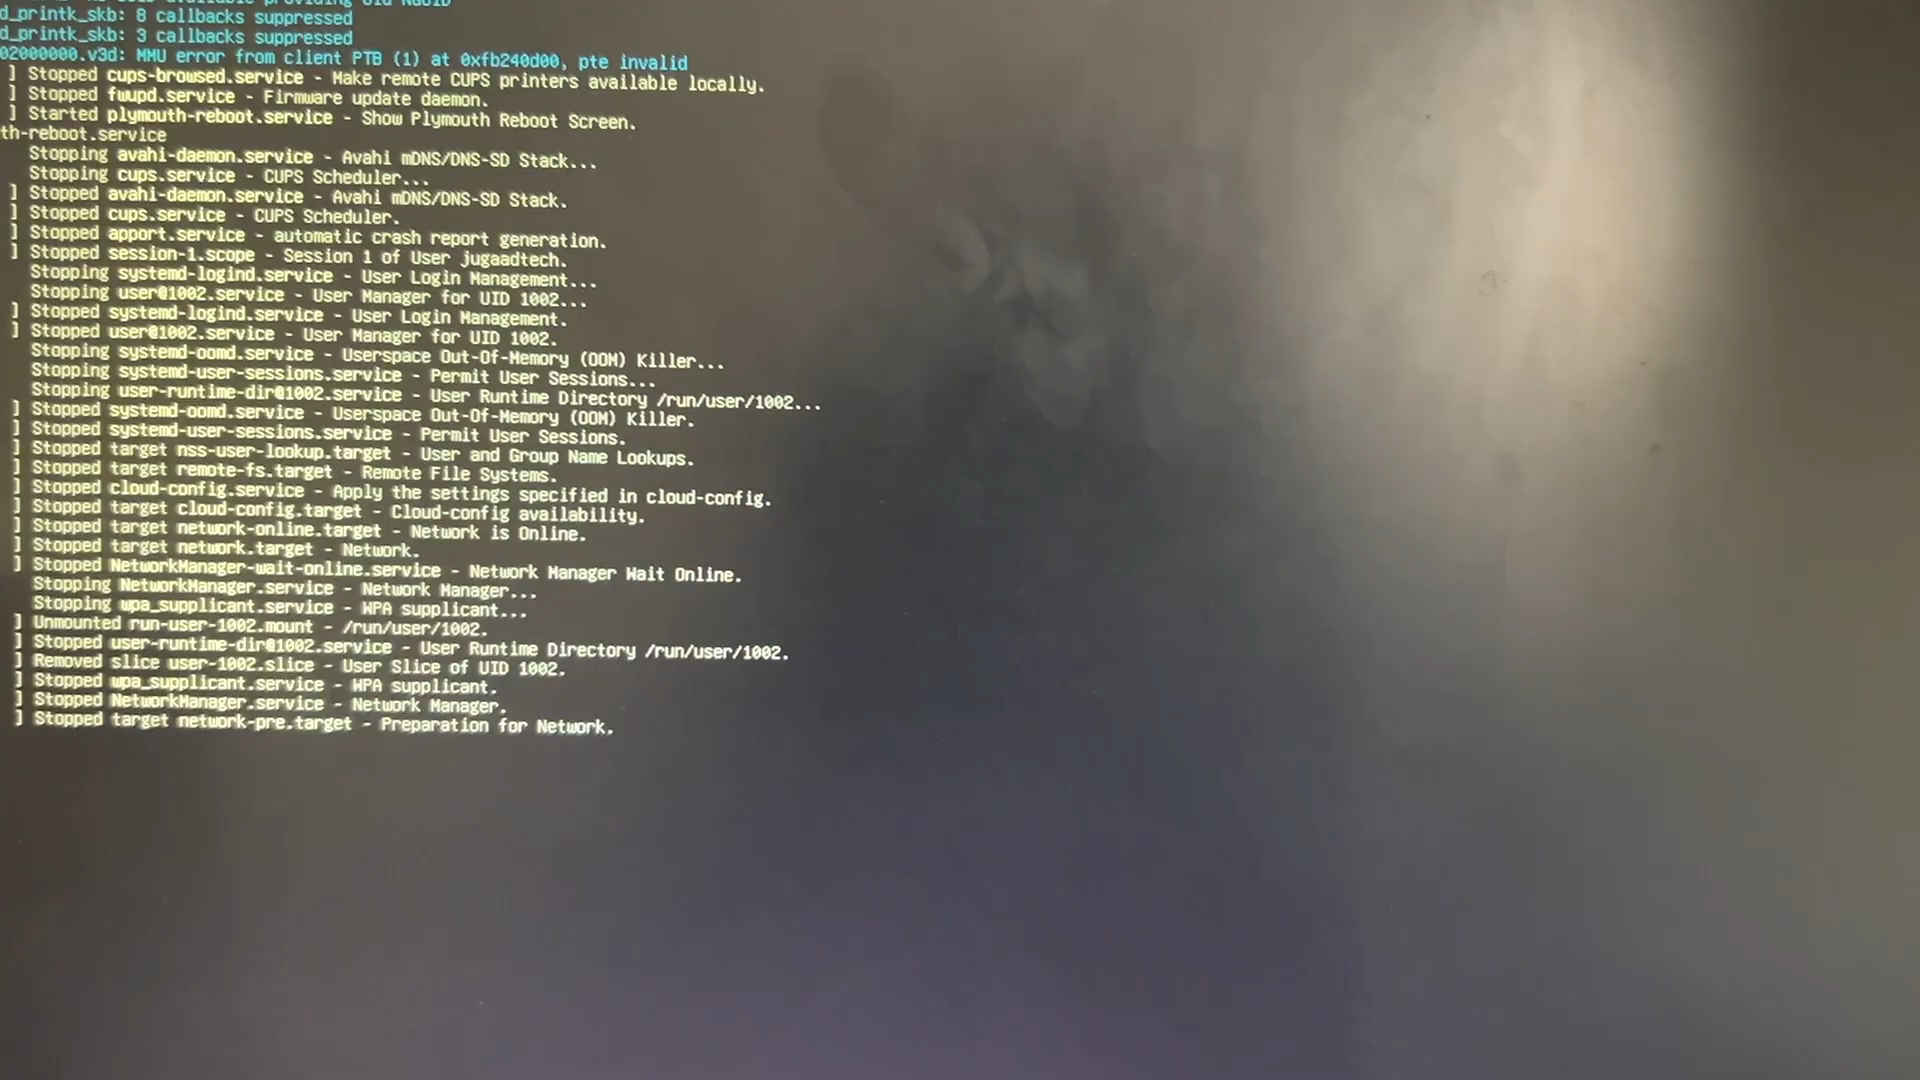 available providing old NGUID
d_printk_skb: 8 callbacks suppressed
d_printk_skb: 3 callbacks suppressed
02000000.v3d: MMU error from client PTB (1) at 0xfb240d00, pte invalid
] Stopped cups-browsed.service - Make remote CUPS printers available locally.
] Stopped fwupd.service - Firmware update daemon.
] Started plymouth-reboot.service - Show Plymouth Reboot Screen.
th-reboot.service
Stopping avahi-daemon.service - Avahi mDNS/DNS-SD Stack...
Stopping cups.service - CUPS Scheduler...
] Stopped avahi-daemon.service - Avahi mDNS/DNS-SD Stack.
] Stopped cups.service - CUPS Scheduler.
] Stopped apport.service - automatic crash report generation.
] Stopped session-1.scope - Session 1 of User jugaadtech.
Stopping systemd-logind.service - User Login Management...
Stopping user@1002.service - User Manager for UID 1002...
] Stopped systemd-logind.service - User Login Management.
] Stopped user@1002.service - User Manager for UID 1002.
Stopping systemd-oomd.service - Userspace Out-Of-Memory (OOM) Killer...
Stopping systemd-user-sessions.service - Permit User Sessions...
Stopping user-runtime-dir@1002.service - User Runtime Directory /run/user/1002...
] Stopped systemd-oomd.service - Userspace Out-Of-Memory (OOM) Killer.
] Stopped systemd-user-sessions.service - Permit User Sessions.
] Stopped target nss-user-lookup.target - User and Group Name Lookups.
] Stopped target remote-fs.target - Remote File Systems.
] Stopped cloud-config.service - Apply the settings specified in cloud-config.
] Stopped target cloud-config.target - Cloud-config availability.
] Stopped target network-online.target - Network is Online.
] Stopped target network.target - Network.
] Stopped NetworkManager-wait-online.service - Network Manager Wait Online.
Stopping NetworkManager.service - Network Manager...
Stopping wpa_supplicant.service - WPA supplicant...
] Unmounted run-user-1002.mount - /run/user/1002.
] Stopped user-runtime-dir@1002.service - User Runtime Directory /run/user/1002.
] Removed slice user-1002.slice - User Slice of UID 1002.
] Stopped wpa_supplicant.service - WPA supplicant.
] Stopped NetworkManager.service - Network Manager.
] Stopped target network-pre.target - Preparation for Network.